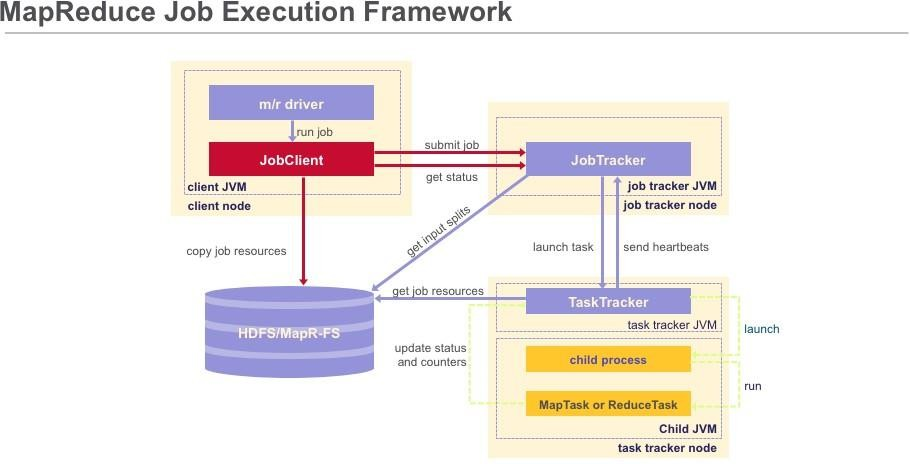 MapReduce Job Execution Framework
m/r driver
run job
JobClient
client JVM
client node
submit job
get status
JobTracker
job tracker JVM
job tracker node
copy job resources
get input splits
launch task
send heartbeats
HDFS/MapR-FS
get job resources
TaskTracker
task tracker JVM
launch
update status
and counters
child process
run
MapTask or ReduceTask
Child JVM
task tracker node